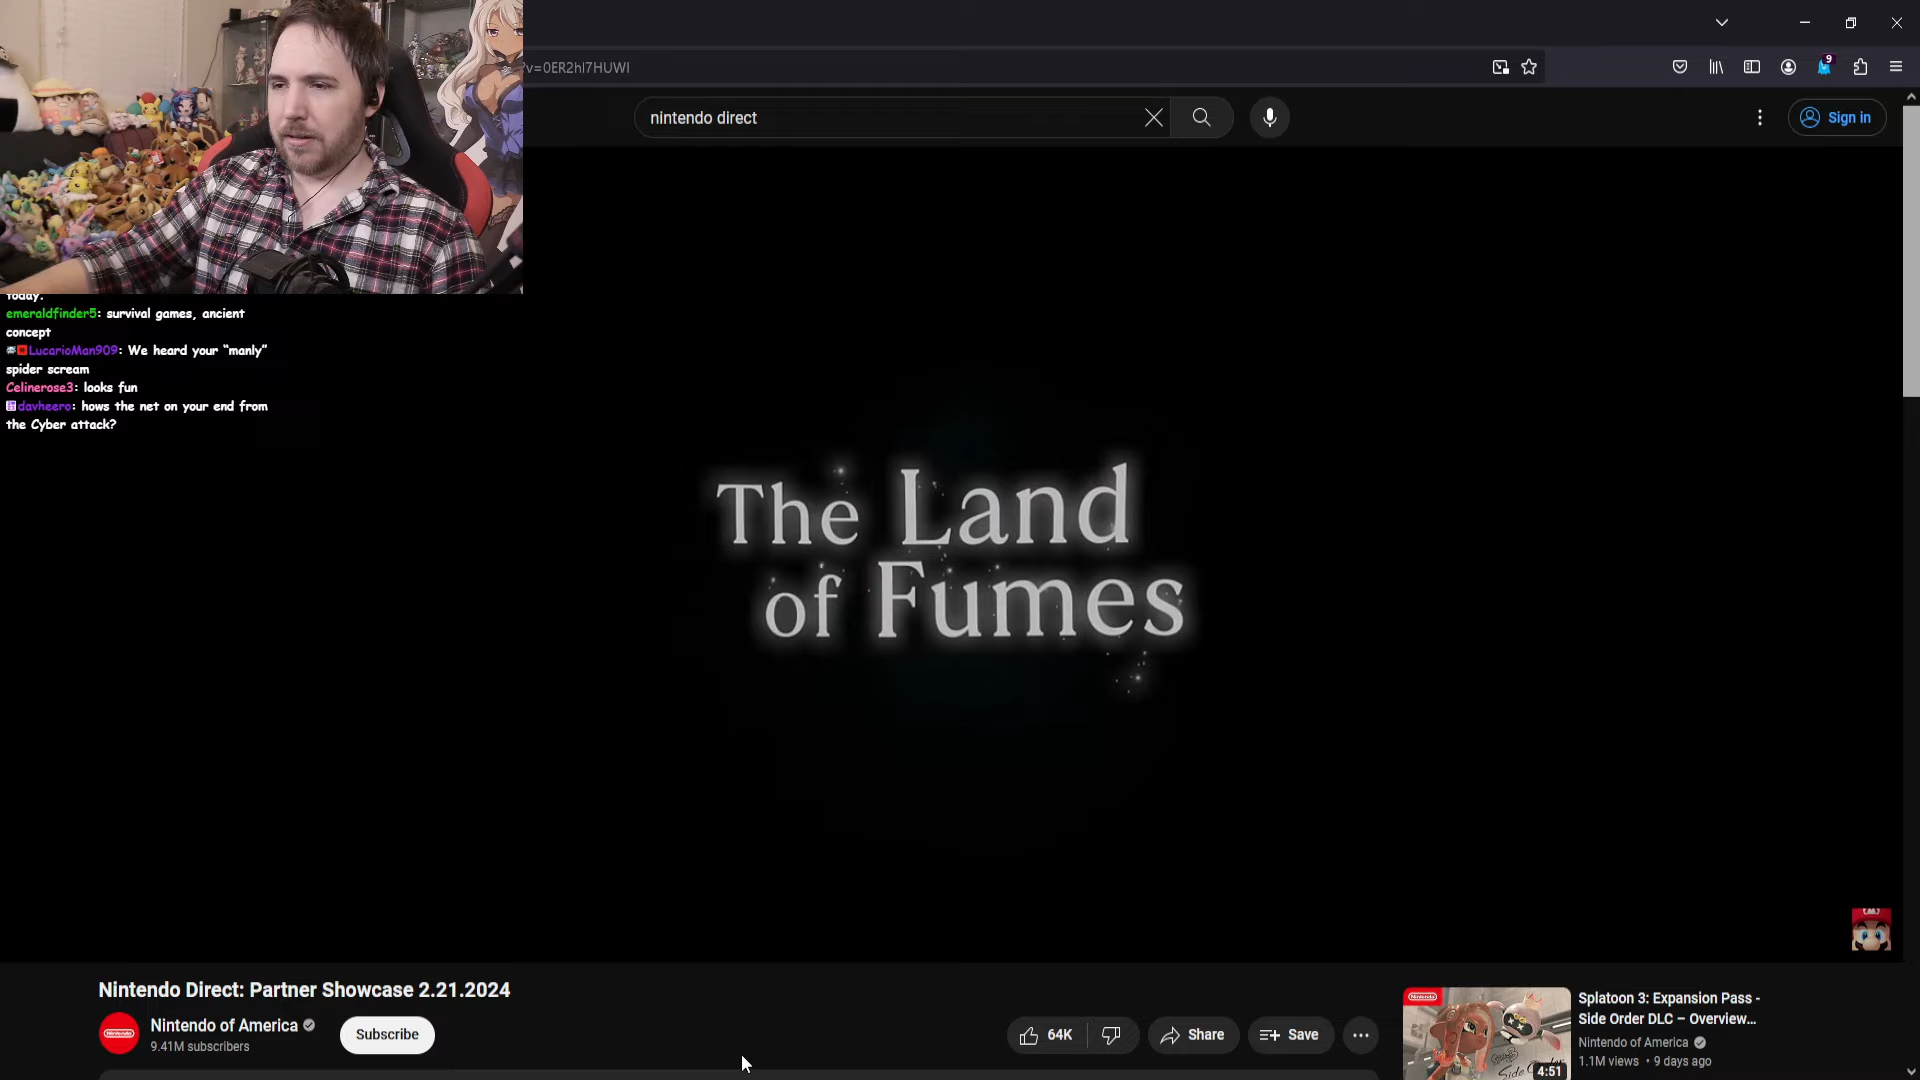 ?v=0ER2hI7HUWI
9
nintendo direct
Sign in
today.
emeraldfinder5: survival games, ancient
concept
LucarioMan909: We heard your “manly”
spider scream
Celinerose3: looks fun
davheero: hows the net on your end from
the Cyber attack?
The Land
of Fumes
Nintendo Direct: Partner Showcase 2.21.2024
Nintendo
Nintendo of America
9.41M subscribers
Subscribe
64K
Share
Save
Nintendo
4:51
Splatoon 3: Expansion Pass -
Side Order DLC – Overview...
Nintendo of America
1.1M views • 9 days ago